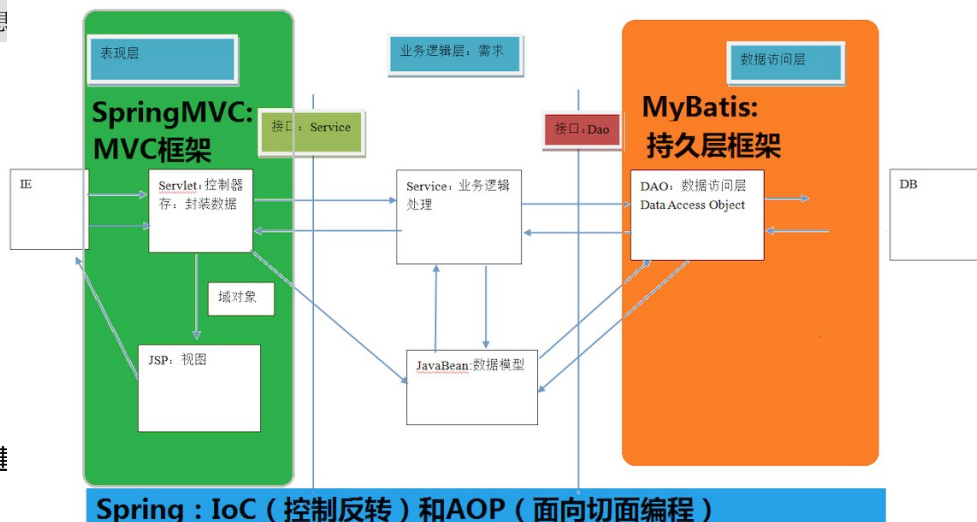 表现层
业务逻辑层：需求
数据访问层
SpringMVC:
MVC框架
接口：Service
接口：Dao
MyBatis:
持久层框架
IE
Servlet：控制器
存：封装数据
Service：业务逻辑
处理
DAO：数据访问层
Data Access Object
DB
域对象
JSP：视图
JavaBean:数据模型
Spring：IoC（控制反转）和AOP（面向切面编程）